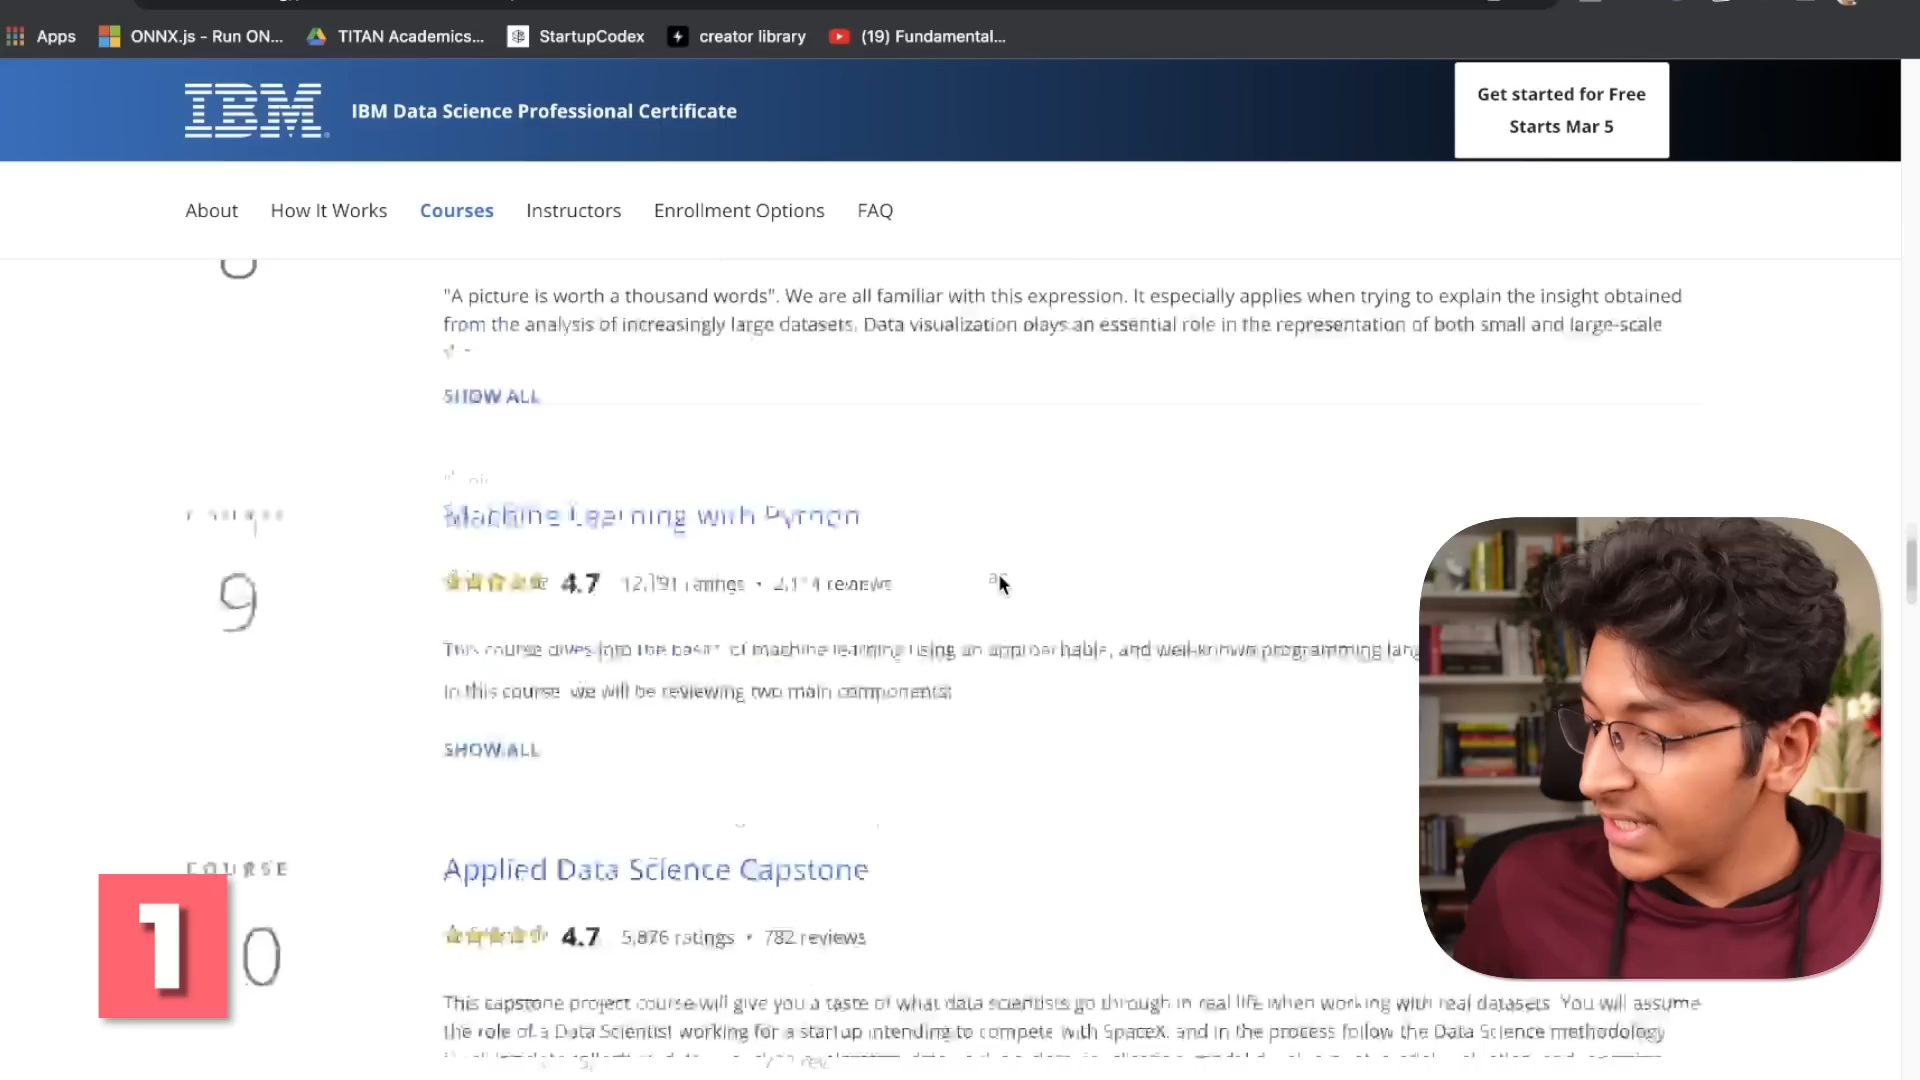 Apps ONNX.js - Run ON... TITAN Academics... StartupCodex creator library (19) Fundamental...
IBM IBM Data Science Professional Certificate
Get started for Free
Starts Mar 5
About How It Works Courses Instructors Enrollment Options FAQ
"A picture is worth a thousand words". We are all familiar with this expression. It especially applies when trying to explain the insight obtained
from the analysis of increasingly large datasets. Data visualization plays an essential role in the representation of both small and large-scale
SHOW ALL
Machine Learning with Python
9
4.7 ratings • reviews
This course dives into the basics of machine learning using an approachable, and well-known programming
In this course, we will be reviewing two main components:
SHOW ALL
COURSE
Applied Data Science Capstone
1 0
4.7 5,876 ratings • 782 reviews
This capstone project course will give you a taste of what data scientists go through in real life when working with real datasets. You will assume
the role of a Data Scientist working for a startup intending to compete with SpaceX, and in the process follow the Data Science methodology